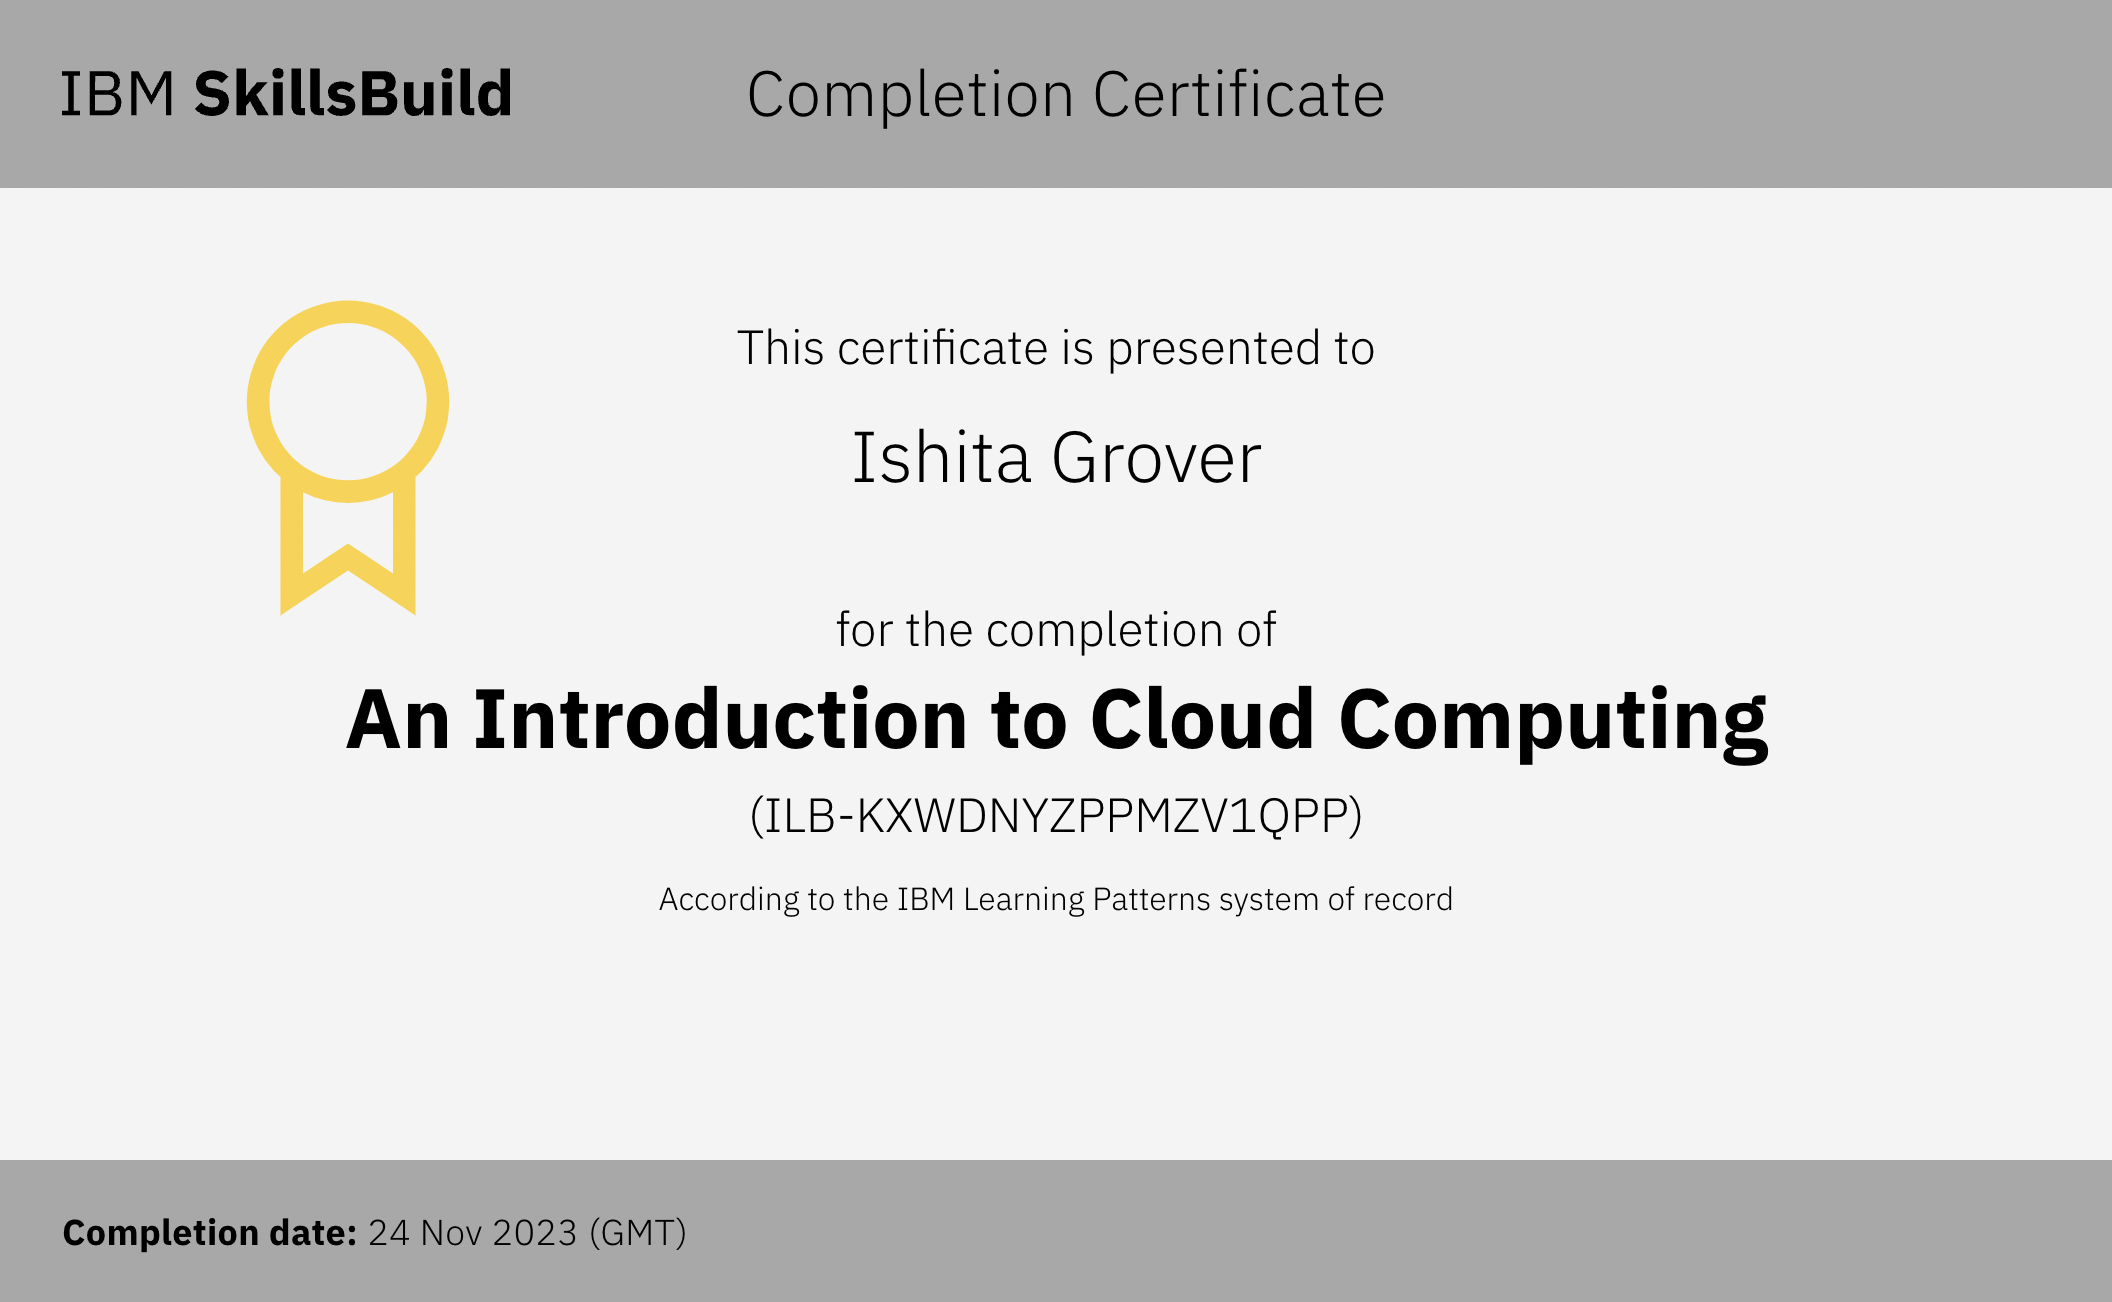 IBM SkillsBuild
Completion Certificate
This certificate is presented to
Ishita Grover
for the completion of
An Introduction to Cloud Computing
(ILB-KXWDNYZPPMZV1QPP)
According to the IBM Learning Patterns system of record
Completion date: 24 Nov 2023 (GMT)